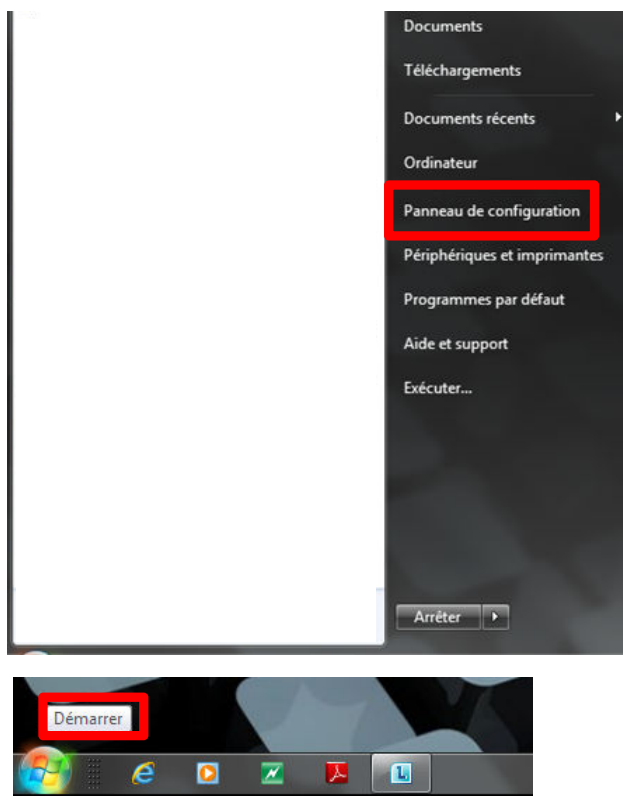 Documents
Téléchargements
Documents récents
Ordinateur
Panneau de configuration
Périphériques et imprimantes
Programmes par défaut
Aide et support
Exécuter...
Arrêter
Démarrer